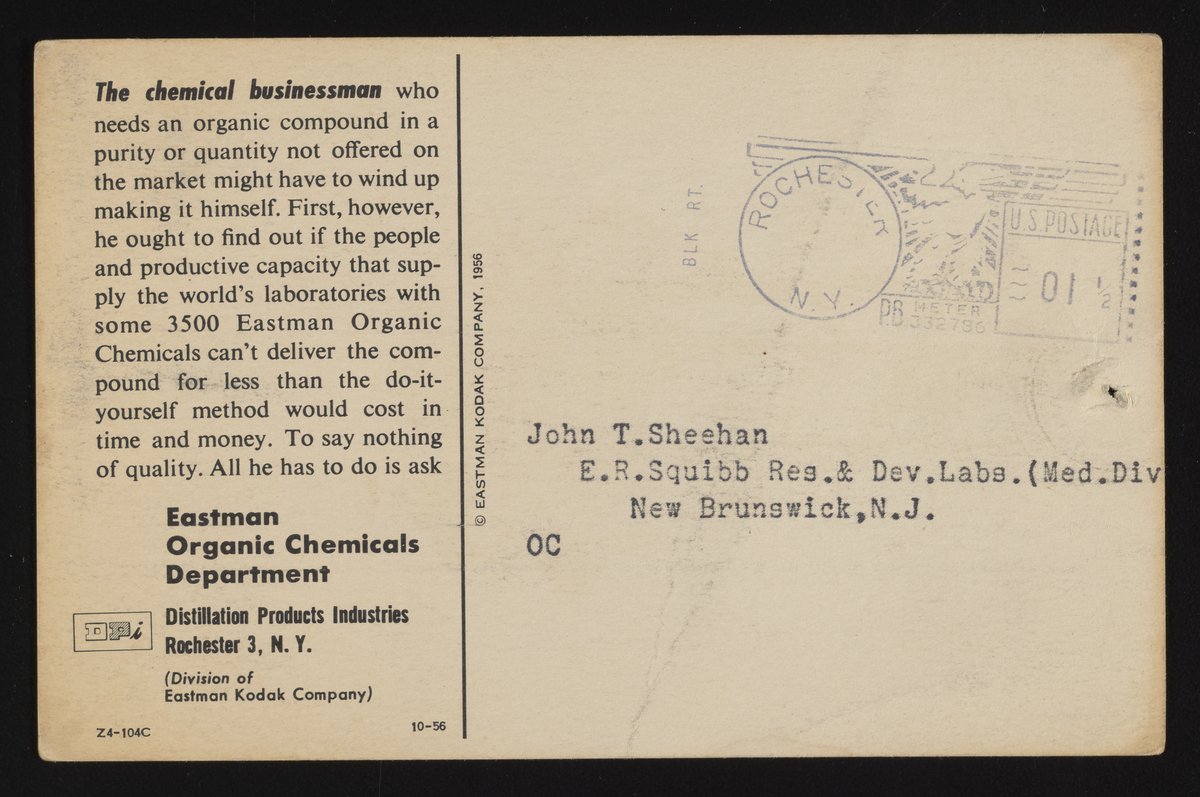 The chemical businessman who
needs an organic compound in a
purity or quantity not offered on
the market might have to wind up
making it himself. First, however,
he ought to find out if the people
and productive capacity that sup-
ply the world's laboratories with
some 3500 Eastman Organic
Chemicals can't deliver the com-
pound for less than the do-it-
yourself method would cost in
time and money. To say nothing
of quality. All he has to do is ask
Eastman
Organic Chemicals
Department
DPi
Distillation Products Industries
Rochester 3, N. Y.
(Division of
Eastman Kodak Company)
Z4-104C
10-56
© EASTMAN KODAK COMPANY, 1956
BLK RT.
ROCHESTER
N.Y.
U.S. POSTAGE
01 ½
PB METER
P.B. 332786
John T.Sheehan
E.R.Squibb Res.& Dev.Labs.(Med.Div
New Brunswick,N.J.
OC